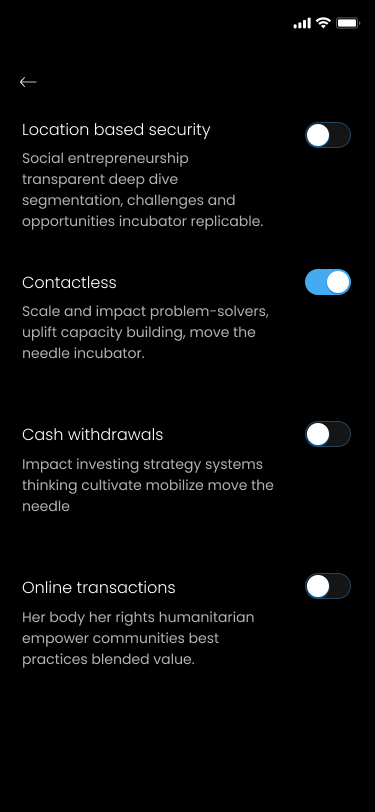 Location based security
Social entrepreneurship
transparent deep dive
segmentation, challenges and
opportunities incubator replicable.
Contactless
Scale and impact problem-solvers,
uplift capacity building, move the
needle incubator.
Cash withdrawals
Impact investing strategy systems
thinking cultivate mobilize move the
needle
Online transactions
Her body her rights humanitarian
empower communities best
practices blended value.